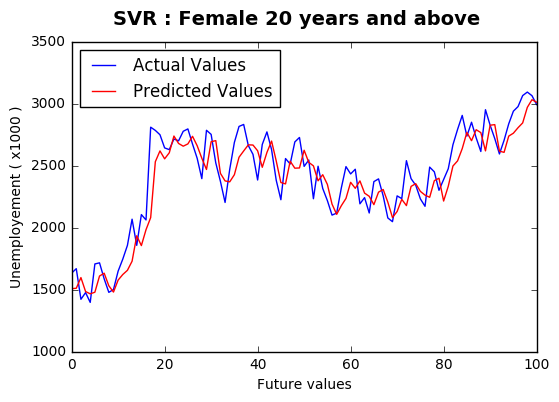 SVR : Female 20 years and above
Actual Values
Predicted Values
Unemployement ( x1000 )
3500
3000
2500
2000
1500
1000
0
20
40
60
80
100
Future values